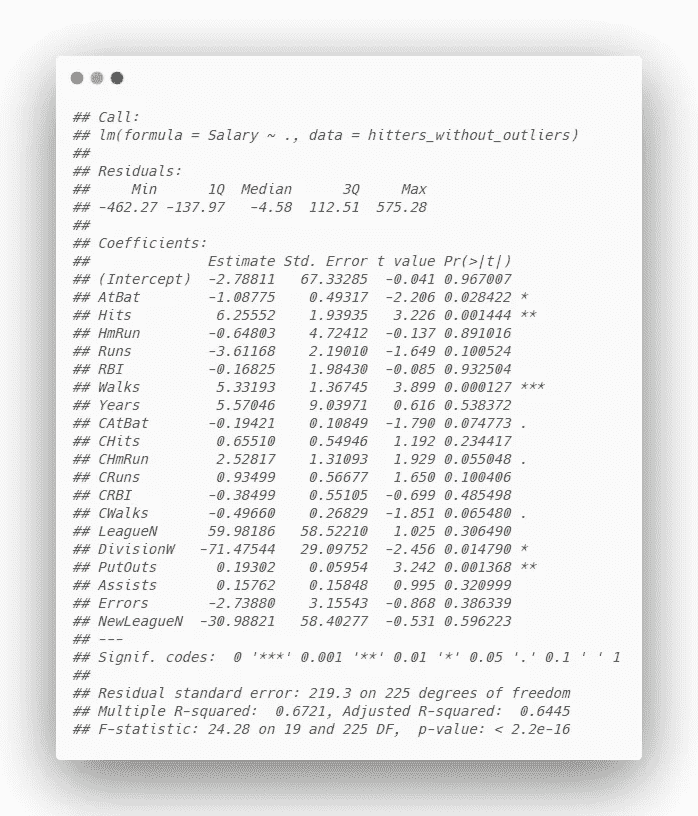 ## Call:
## lm(formula = Salary ~ ., data = hitters_without_outliers)
##
## Residuals:
##     Min      1Q  Median      3Q     Max
## -462.27 -137.97   -4.58  112.51  575.28
##
## Coefficients:
##              Estimate Std. Error t value Pr(>|t|)
## (Intercept)  -2.78811   67.33285  -0.041 0.967007
## AtBat        -1.08775    0.49317  -2.206 0.028422 *
## Hits          6.25552    1.93935   3.226 0.001444 **
## HmRun        -0.64803    4.72412  -0.137 0.891016
## Runs         -3.61168    2.19010  -1.649 0.100524
## RBI          -0.16825    1.98430  -0.085 0.932504
## Walks         5.33193    1.36745   3.899 0.000127 ***
## Years         5.57046    9.03971   0.616 0.538372
## CAtBat       -0.19421    0.10849  -1.790 0.074773 .
## CHits         0.65510    0.54946   1.192 0.234417
## CHmRun        2.52817    1.31093   1.929 0.055048 .
## CRuns         0.93499    0.56677   1.650 0.100406
## CRBI         -0.38499    0.55105  -0.699 0.485498
## CWalks       -0.49660    0.26829  -1.851 0.065480 .
## LeagueN      59.98186   58.52210   1.025 0.306490
## DivisionW   -71.47544   29.09752  -2.456 0.014790 *
## PutOuts       0.19302    0.05954   3.242 0.001368 **
## Assists       0.15762    0.15848   0.995 0.320999
## Errors       -2.73880    3.15543  -0.868 0.386339
## NewLeagueN  -30.98821   58.40277  -0.531 0.596223
## ---
## Signif. codes:  0 '***' 0.001 '**' 0.01 '*' 0.05 '.' 0.1 ' ' 1
##
## Residual standard error: 219.3 on 225 degrees of freedom
## Multiple R-squared:  0.6721, Adjusted R-squared:  0.6445
## F-statistic: 24.28 on 19 and 225 DF,  p-value: < 2.2e-16